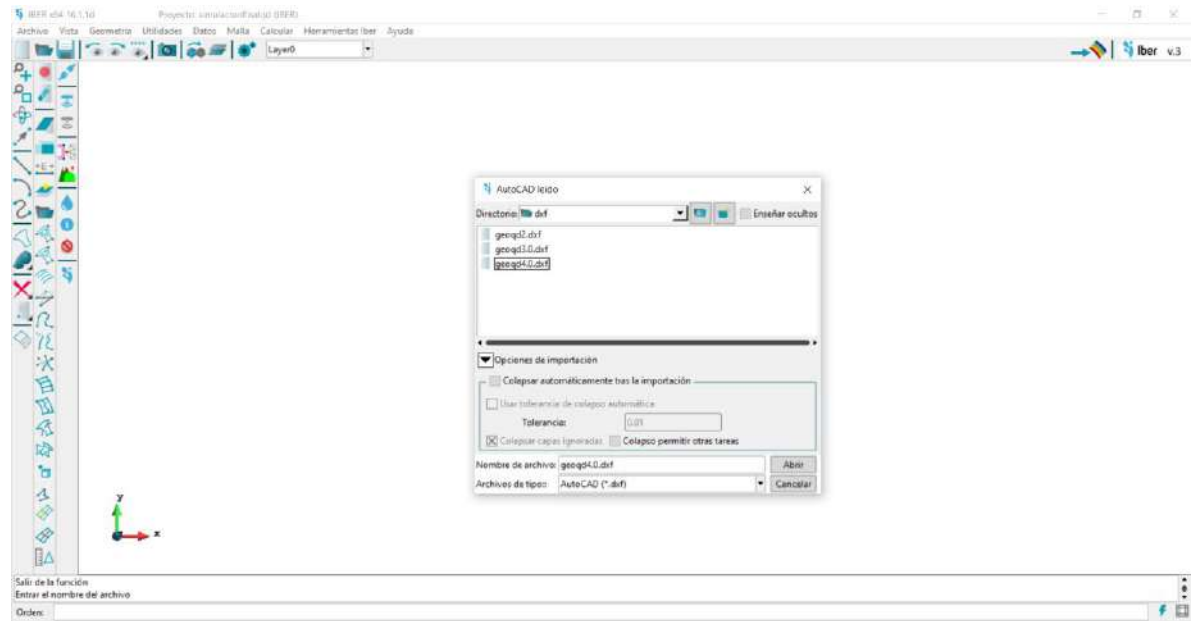 IBER x64 16.1.1d Proyecto: simulacionfinalqd (IBER)
Archivo Vista Geometría Utilidades Datos Malla Calcular Herramientas Iber Ayuda
Layer0
Iber v.3
AutoCAD leido
Directorio: dxf Enseñar ocultos
geoqd2.dxf
geoqd3.0.dxf
geoqd4.0.dxf
Opciones de importación
Colapsar automáticamente tras la importación
Usar tolerancia de colapso automática
Tolerancia: 0.01
Colapsar capas ignoradas Colapso permitir otras tareas
Nombre de archivo: geoqd4.0.dxf Abrir
Archivos de tipo: AutoCAD (*.dxf) Cancelar
y
x
Salir de la función
Entrar el nombre del archivo
Orden: